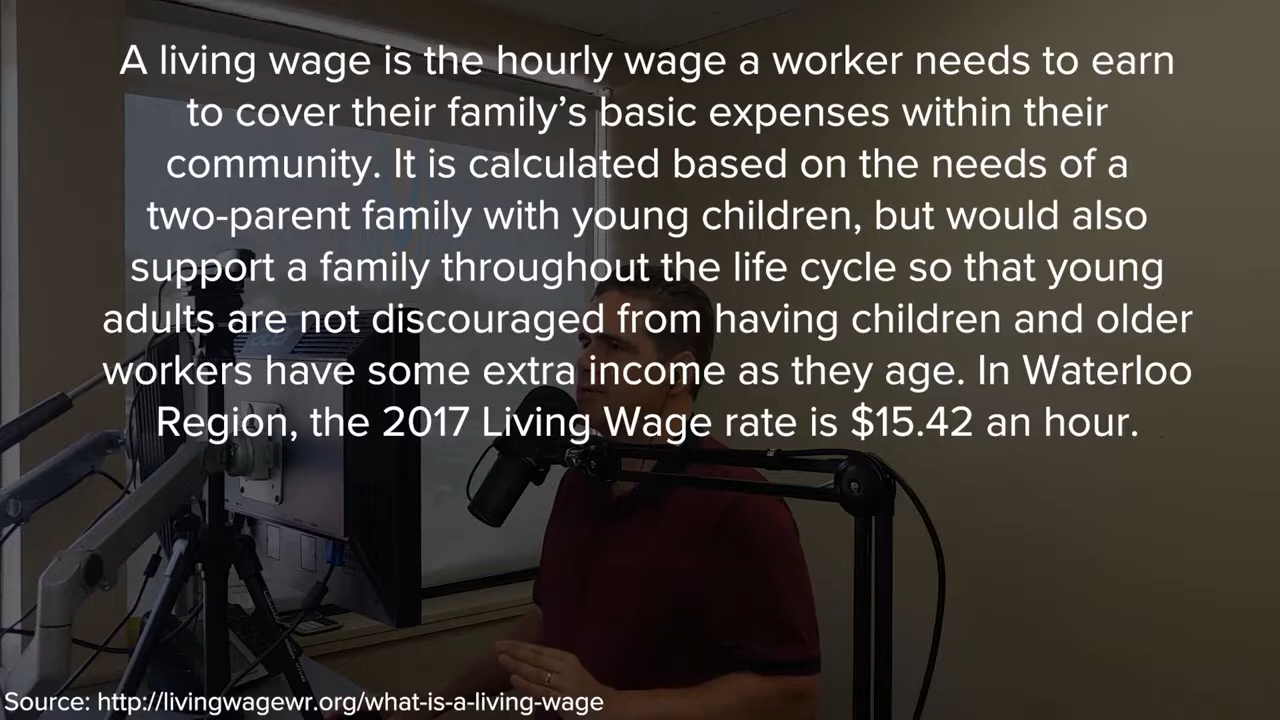 A living wage is the hourly wage a worker needs to earn
to cover their family’s basic expenses within their
community. It is calculated based on the needs of a
two-parent family with young children, but would also
support a family throughout the life cycle so that young
adults are not discouraged from having children and older
workers have some extra income as they age. In Waterloo
Region, the 2017 Living Wage rate is $15.42 an hour.
Source: http://livingwagewr.org/what-is-a-living-wage